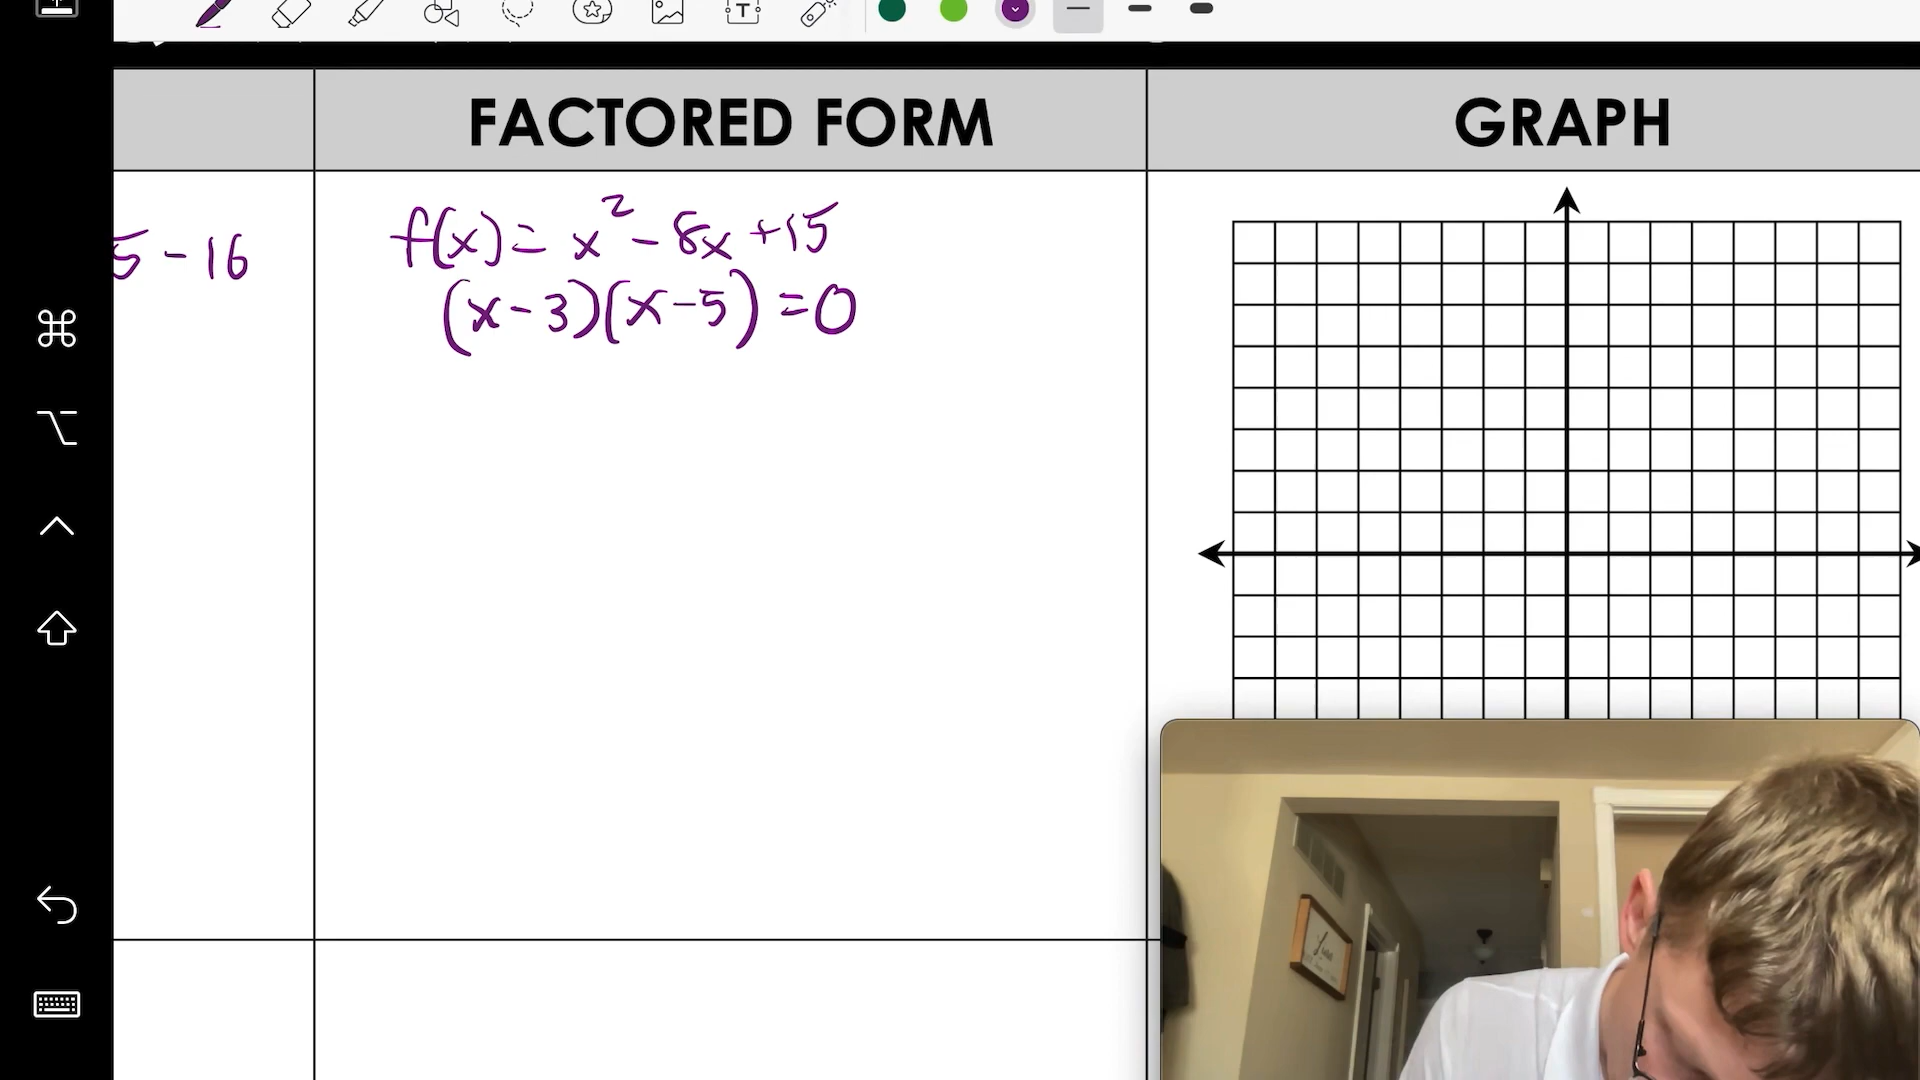 FACTORED FORM
GRAPH
5 - 16
f(x) = x² - 8x + 15
(x - 3)(x - 5) = 0